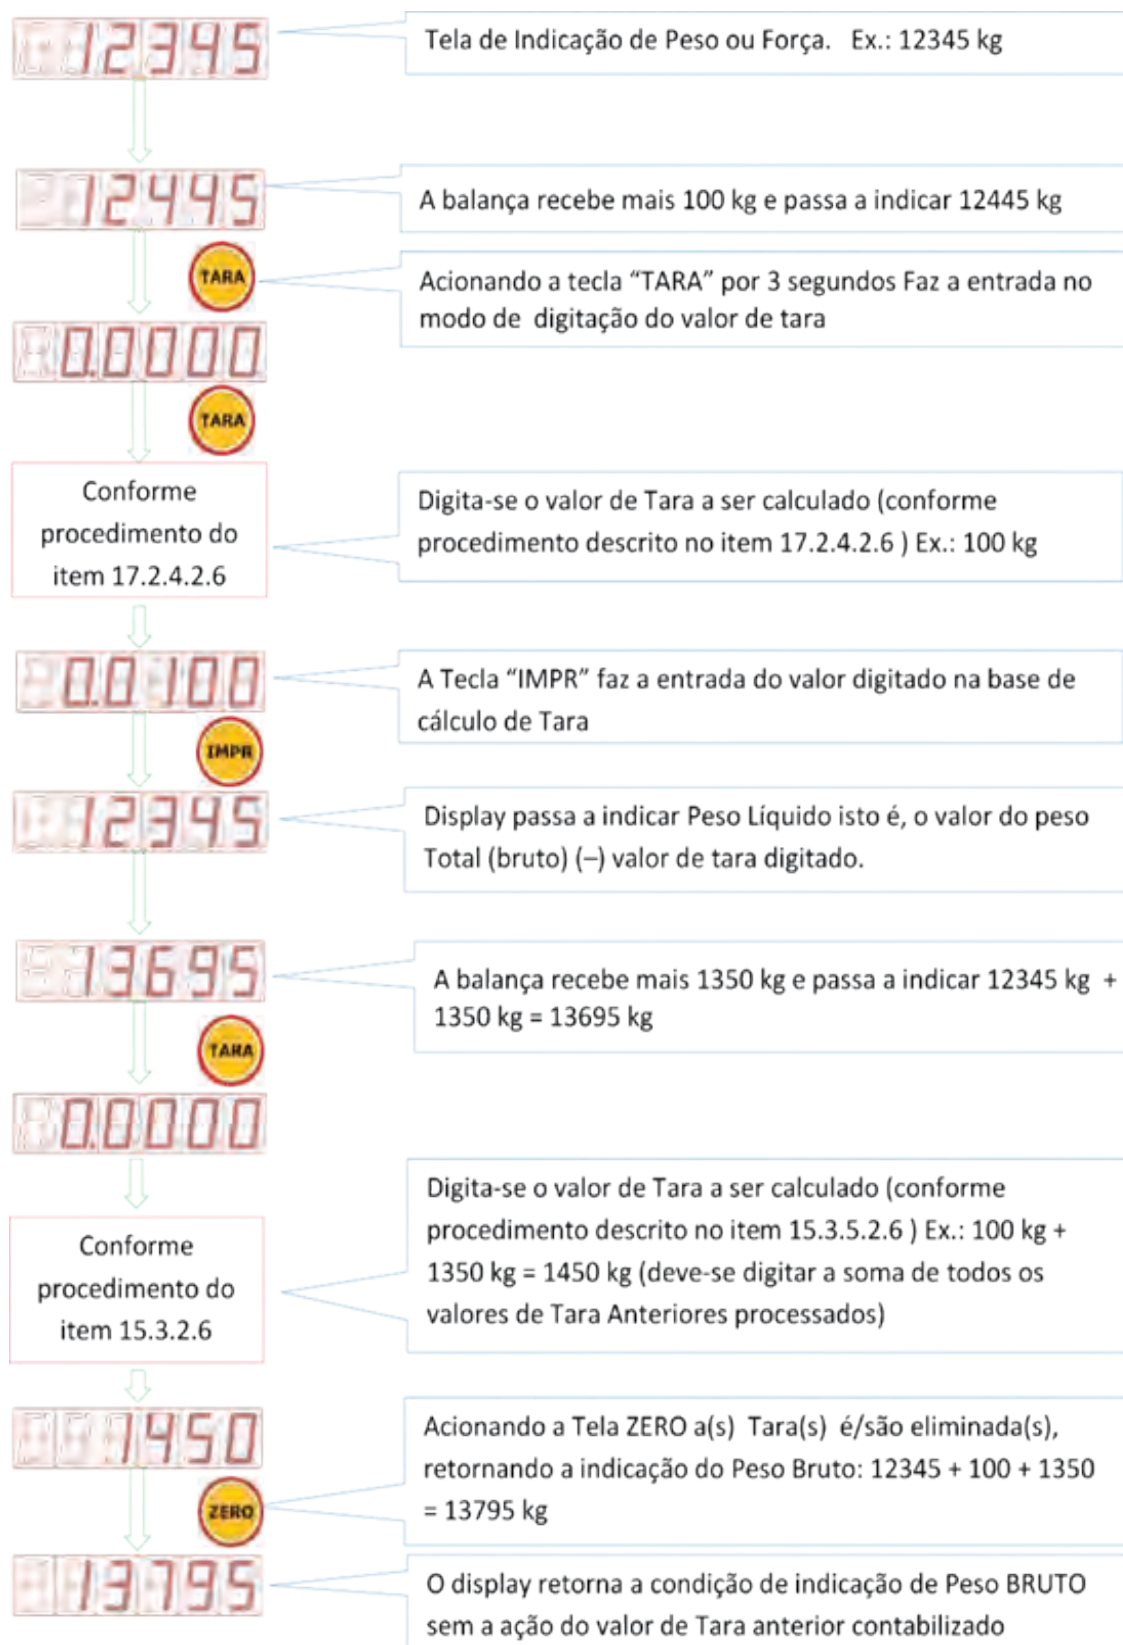 12345
Tela de Indicação de Peso ou Força.   Ex.: 12345 kg
12445
A balança recebe mais 100 kg e passa a indicar 12445 kg
TARA
Acionando a tecla “TARA” por 3 segundos Faz a entrada no
modo de  digitação do valor de tara
0.0000
TARA
Conforme
procedimento do
item 17.2.4.2.6
Digita-se o valor de Tara a ser calculado (conforme
procedimento descrito no item 17.2.4.2.6 ) Ex.: 100 kg
0.0100
A Tecla “IMPR” faz a entrada do valor digitado na base de
cálculo de Tara
IMPR
12345
Display passa a indicar Peso Líquido isto é, o valor do peso
Total (bruto) (–) valor de tara digitado.
13695
A balança recebe mais 1350 kg e passa a indicar 12345 kg  +
1350 kg = 13695 kg
TARA
0.0000
Conforme
procedimento do
item 15.3.2.6
Digita-se o valor de Tara a ser calculado (conforme
procedimento descrito no item 15.3.5.2.6 ) Ex.: 100 kg +
1350 kg = 1450 kg (deve-se digitar a soma de todos os
valores de Tara Anteriores processados)
1450
Acionando a Tela ZERO a(s)  Tara(s)  é/são eliminada(s),
retornando a indicação do Peso Bruto: 12345 + 100 + 1350
= 13795 kg
ZERO
13795
O display retorna a condição de indicação de Peso BRUTO
sem a ação do valor de Tara anterior contabilizado